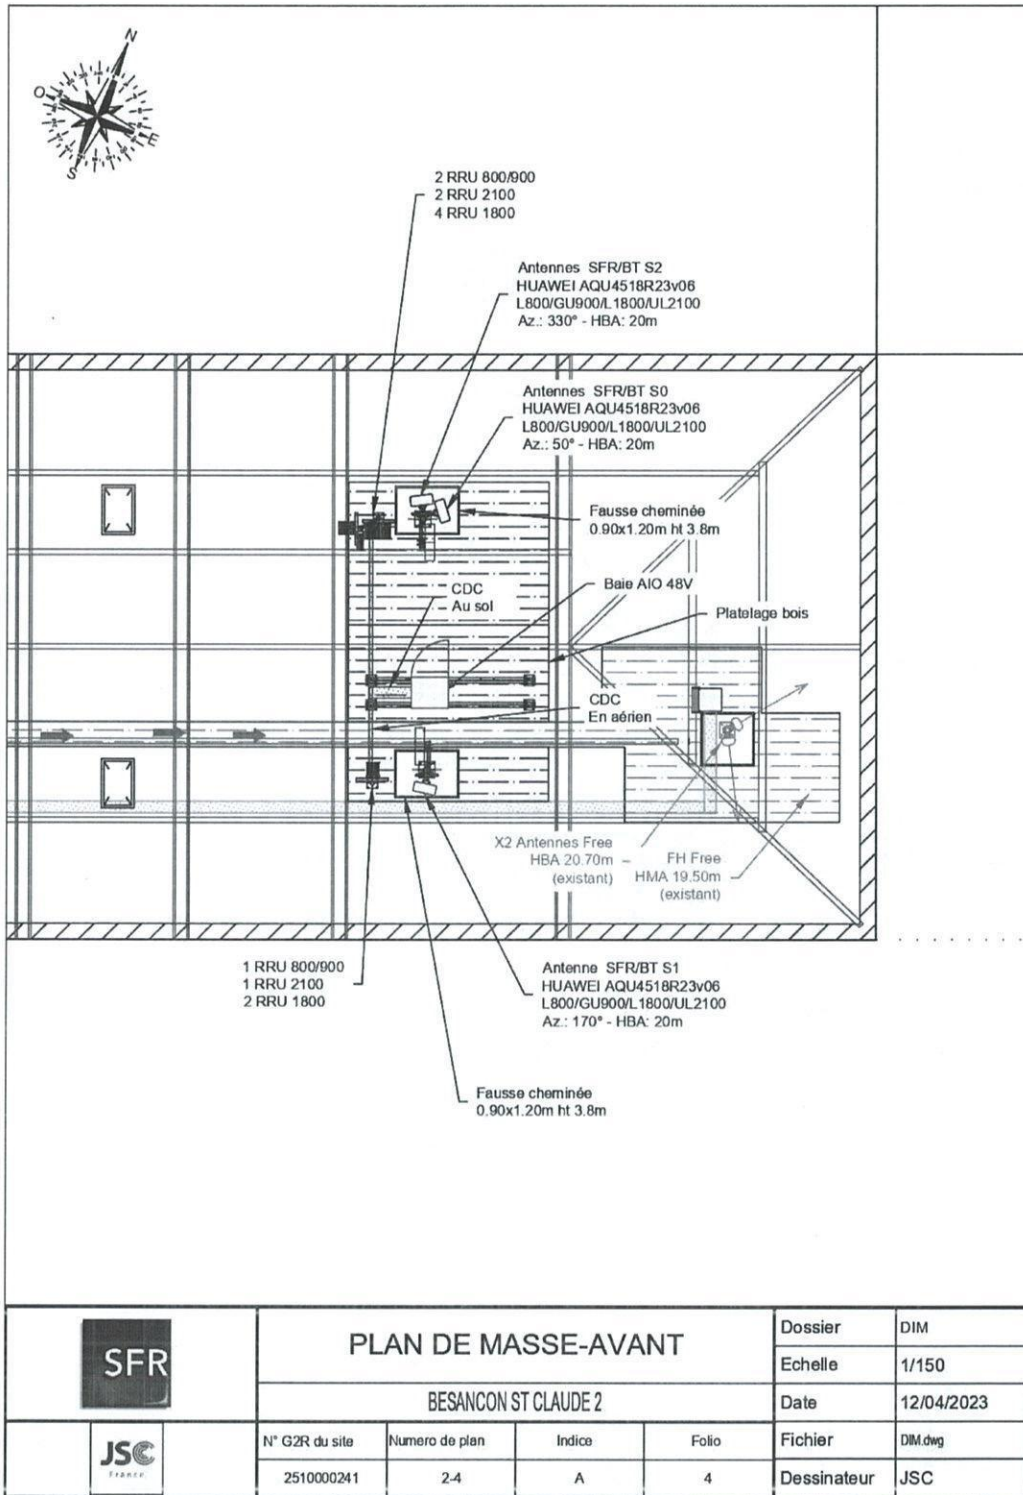 N
O
E
S
2 RRU 800/900
2 RRU 2100
4 RRU 1800
Antennes SFR/BT S2
HUAWEI AQU4518R23v06
L800/GU900/L1800/UL2100
Az.: 330° - HBA: 20m
Antennes SFR/BT S0
HUAWEI AQU4518R23v06
L800/GU900/L1800/UL2100
Az.: 50° - HBA: 20m
Fausse cheminée
0.90x1.20m ht 3.8m
CDC
Au sol
Baie AIO 48V
Platelage bois
CDC
En aérien
X2 Antennes Free
HBA 20.70m
(existant)
FH Free
HMA 19.50m
(existant)
1 RRU 800/900
1 RRU 2100
2 RRU 1800
Antenne SFR/BT S1
HUAWEI AQU4518R23v06
L800/GU900/L1800/UL2100
Az.: 170° - HBA: 20m
Fausse cheminée
0.90x1.20m ht 3.8m
SFR
PLAN DE MASSE-AVANT
BESANCON ST CLAUDE 2
Dossier DIM
Echelle 1/150
Date 12/04/2023
JSC
France
N° G2R du site Numero de plan Indice Folio
2510000241 2-4 A 4
Fichier DIM.dwg
Dessinateur JSC